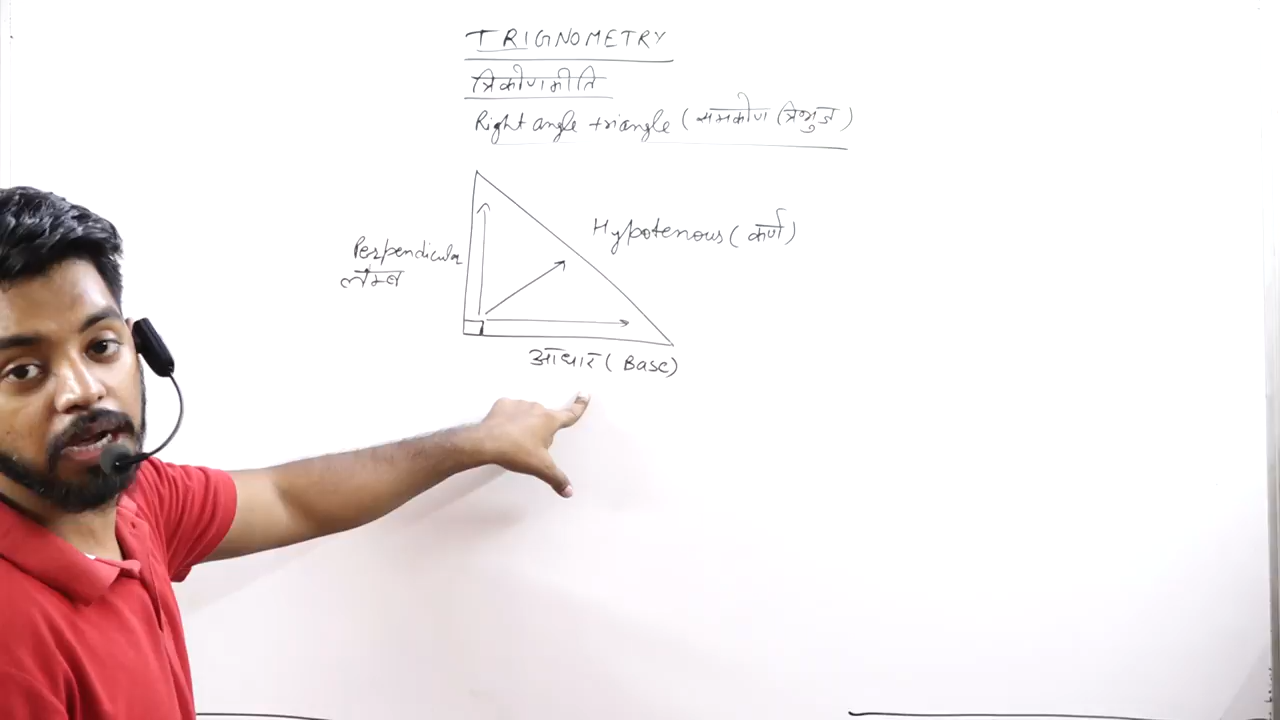 TRIGNOMETRY
त्रिकोणमीति
Right angle triangle (समकोण त्रिभुज)
Hypotenous (कर्ण)
Perpendicular
लम्ब
आधार (Base)